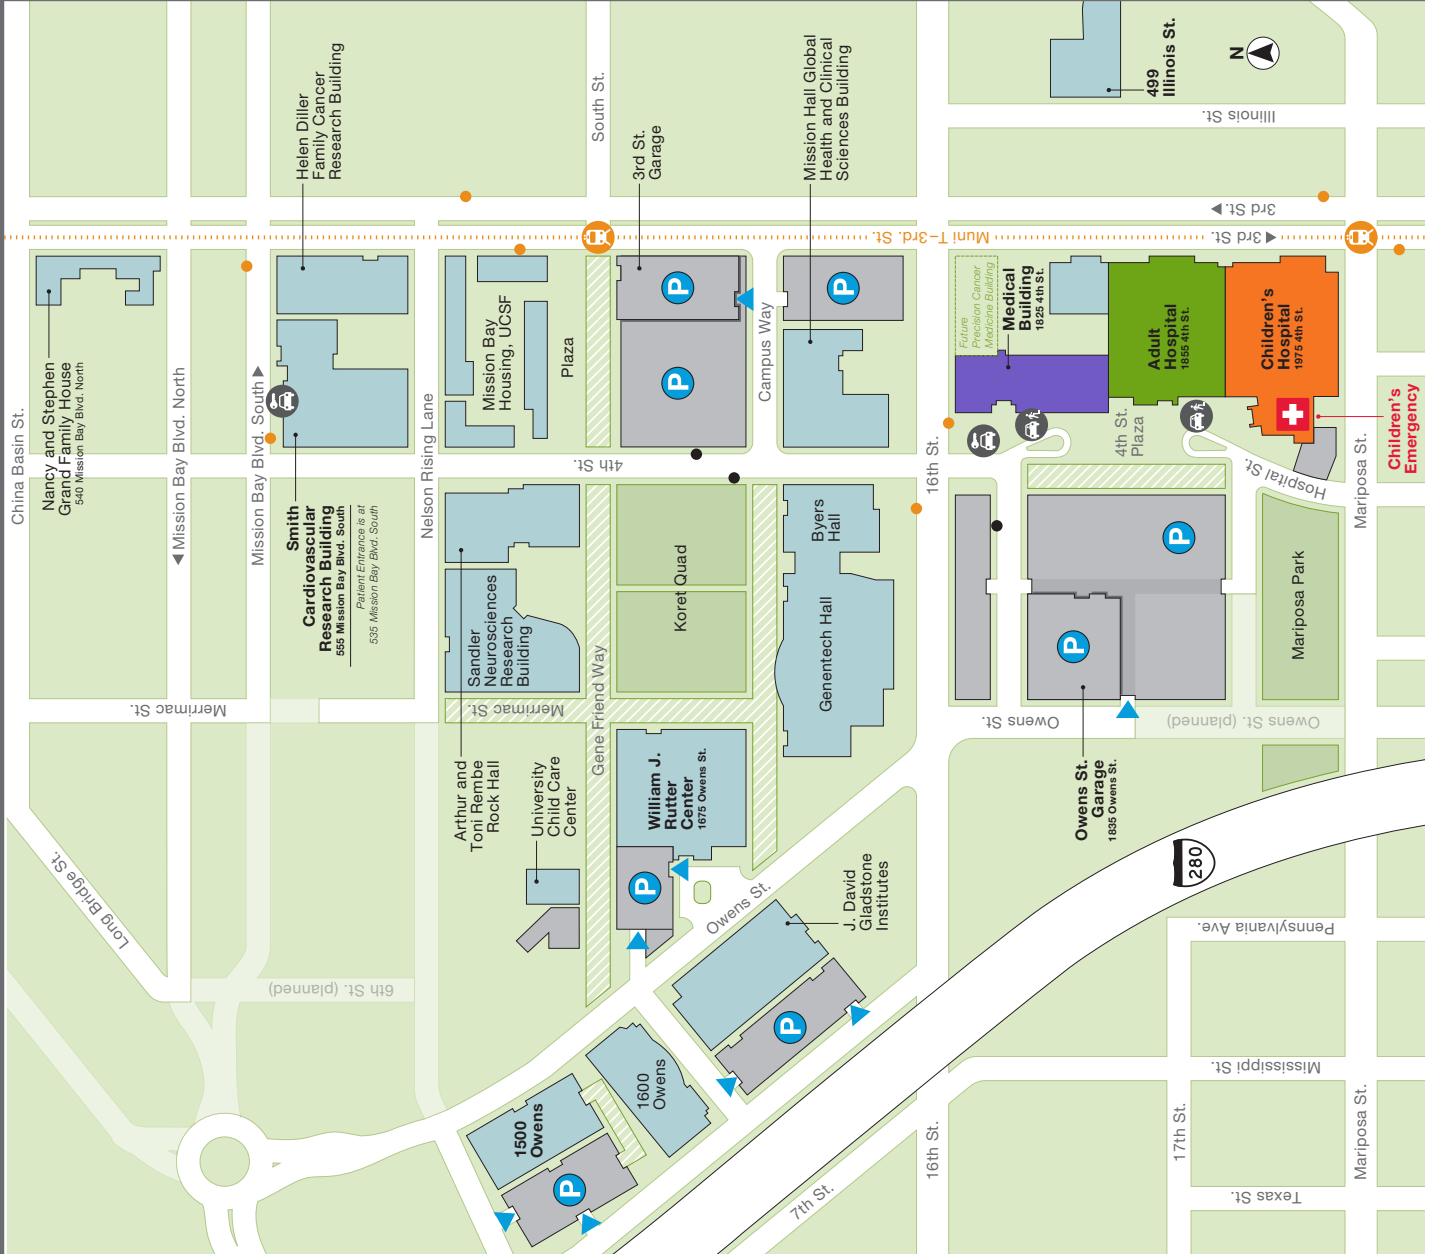 China Basin St.
Nancy and Stephen
Grand Family House
540 Mission Bay Blvd. North
Mission Bay Blvd. North
Mission Bay Blvd. South
Helen Diller
Family Cancer
Research Building
Smith
Cardiovascular
Research Building
555 Mission Bay Blvd. South
Patient Entrance is at
535 Mission Bay Blvd. South
Nelson Rising Lane
Mission Bay
Housing, UCSF
Plaza
South St.
3rd St.
Garage
P
P
Campus Way
Mission Hall Global
Health and Clinical
Sciences Building
P
Muni T–3rd. St.
3rd St.
3rd St.
499
Illinois St.
Illinois St.
N
Future
Precision Cancer
Medicine Building
Medical
Building
1825 4th St.
Adult
Hospital
1855 4th St.
Children's
Hospital
1975 4th St.
Children's
Emergency
4th St.
Plaza
Hospital St.
4th St.
16th St.
Mariposa St.
Merrimac St.
Merrimac St.
Sandler
Neurosciences
Research
Building
Arthur and
Toni Rembe
Rock Hall
University
Child Care
Center
Gene Friend Way
Koret Quad
Byers
Hall
Genentech Hall
William J.
Rutter
Center
1675 Owens St.
P
Owens St.
J. David
Gladstone
Institutes
P
Owens St.
Owens St. (planned)
P
P
Owens St.
Garage
1835 Owens St.
Mariposa Park
280
Long Bridge St.
6th St. (planned)
1500
Owens
1600
Owens
P
7th St.
16th St.
17th St.
Pennsylvania Ave.
Mississippi St.
Texas St.
Mariposa St.